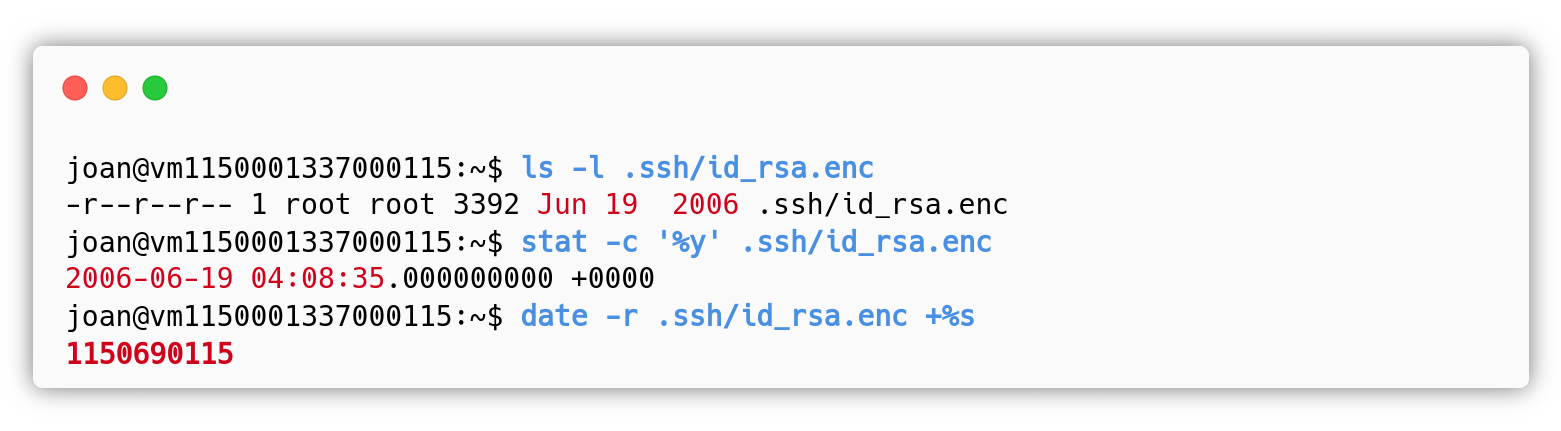 joan@vm1150001337000115:~$ ls -l .ssh/id_rsa.enc
-r--r--r-- 1 root root 3392 Jun 19  2006 .ssh/id_rsa.enc
joan@vm1150001337000115:~$ stat -c '%y' .ssh/id_rsa.enc
2006-06-19 04:08:35.000000000 +0000
joan@vm1150001337000115:~$ date -r .ssh/id_rsa.enc +%s
1150690115